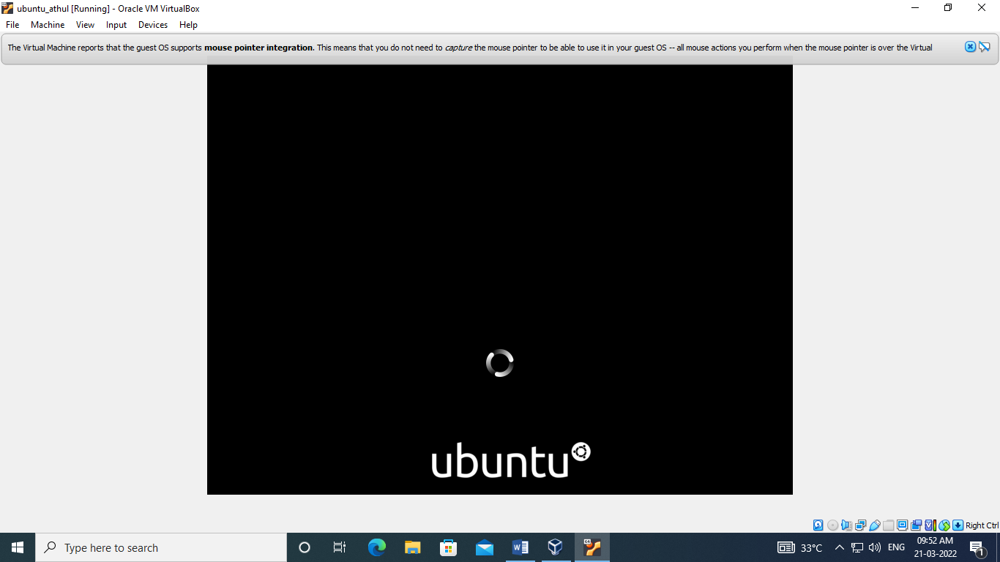 ubuntu_athul [Running] - Oracle VM VirtualBox
File Machine View Input Devices Help
The Virtual Machine reports that the guest OS supports mouse pointer integration. This means that you do not need to capture the mouse pointer to be able to use it in your guest OS -- all mouse actions you perform when the mouse pointer is over the Virtual
ubuntu
Right Ctrl
Type here to search
33°C
ENG
09:52 AM
21-03-2022
1